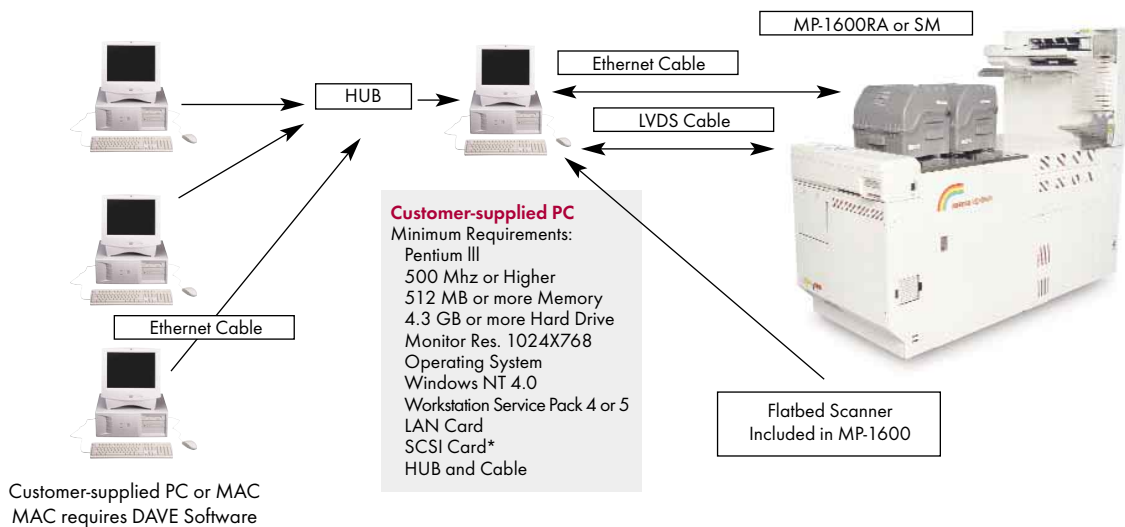 MP-1600RA or SM
Ethernet Cable
HUB
LVDS Cable
Customer-supplied PC
Minimum Requirements:
Pentium lll
500 Mhz or Higher
512 MB or more Memory
4.3 GB or more Hard Drive
Monitor Res. 1024X768
Operating System
Windows NT 4.0
Workstation Service Pack 4 or 5
LAN Card
SCSI Card*
HUB and Cable
Ethernet Cable
Flatbed Scanner
Included in MP-1600
Customer-supplied PC or MAC
MAC requires DAVE Software